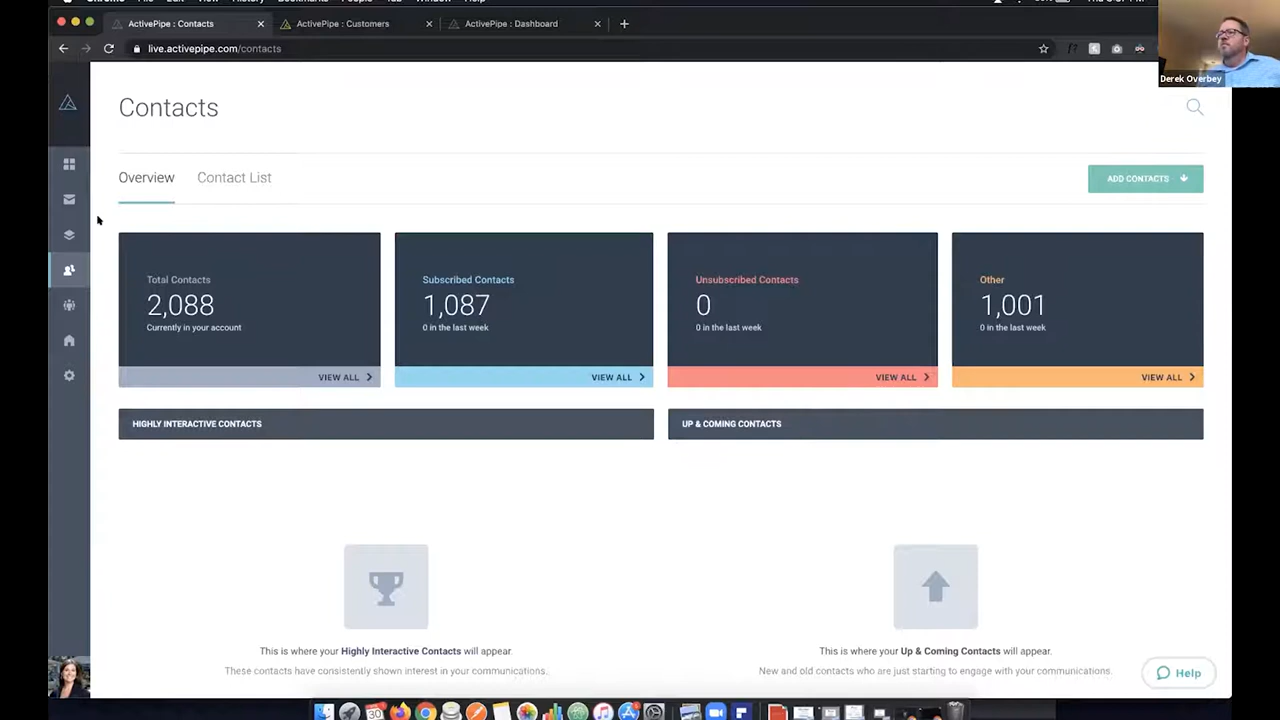 ActivePipe : Contacts
ActivePipe : Customers
ActivePipe : Dashboard
live.activepipe.com/contacts
Derek Overbey
Contacts
Overview
Contact List
ADD CONTACTS
Total Contacts
2,088
Currently in your account
VIEW ALL
Subscribed Contacts
1,087
0 in the last week
VIEW ALL
Unsubscribed Contacts
0
0 in the last week
VIEW ALL
Other
1,001
0 in the last week
VIEW ALL
HIGHLY INTERACTIVE CONTACTS
UP & COMING CONTACTS
This is where your Highly Interactive Contacts will appear.
These contacts have consistently shown interest in your communications.
This is where your Up & Coming Contacts will appear.
New and old contacts who are just starting to engage with your communications.
Help
30